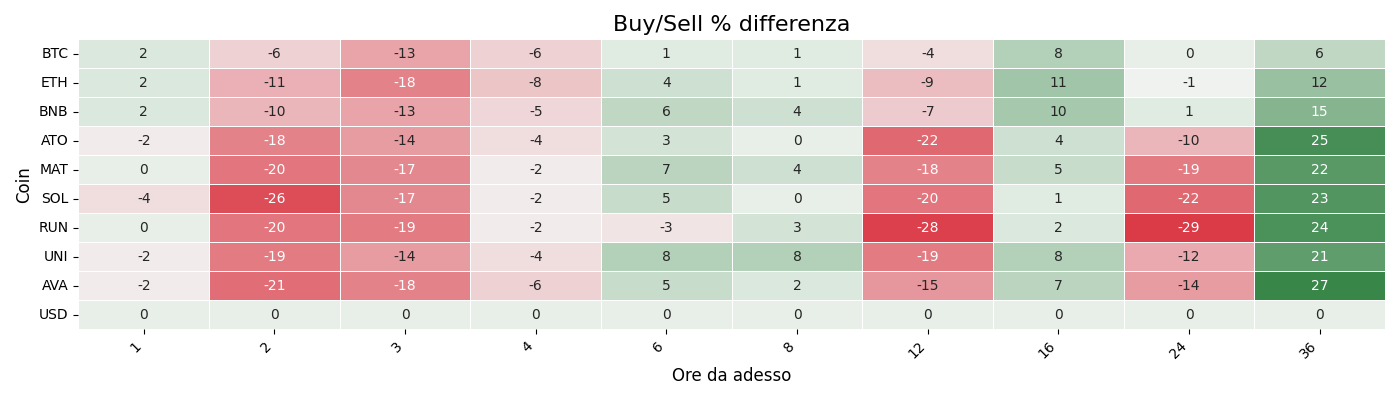 Buy/Sell % differenza
Coin
BTC 2 -6 -13 -6 1 1 -4 8 0 6
ETH 2 -11 -18 -8 4 1 -9 11 -1 12
BNB 2 -10 -13 -5 6 4 -7 10 1 15
ATO -2 -18 -14 -4 3 0 -22 4 -10 25
MAT 0 -20 -17 -2 7 4 -18 5 -19 22
SOL -4 -26 -17 -2 5 0 -20 1 -22 23
RUN 0 -20 -19 -2 -3 3 -28 2 -29 24
UNI -2 -19 -14 -4 8 8 -19 8 -12 21
AVA -2 -21 -18 -6 5 2 -15 7 -14 27
USD 0 0 0 0 0 0 0 0 0 0
1 2 3 4 6 8 12 16 24 36
Ore da adesso